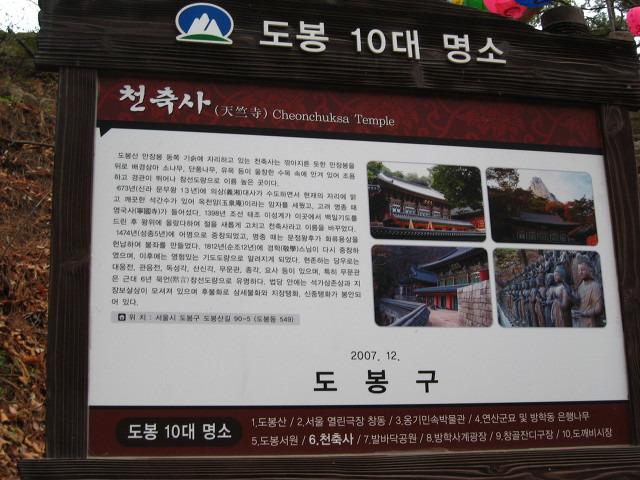 도봉 10대 명소
천축사 (天竺寺) Cheonchuksa Temple
도봉산 만장봉 동쪽 기슭에 자리하고 있는 천축사는 깎아지른 듯한 만장봉을
뒤로 배경삼아 소나무, 단풍나무, 유목 등이 울창한 수목 속에 안겨 있어 조용
하고 경관이 뛰어나 참선도량으로 이름 높은 곳이다.
673년(신라 문무왕 13년)에 의상(義湘)대사가 수도하면서 현재의 자리에 맑
고 깨끗한 석간수가 있어 옥천암(玉泉庵)이라는 암자를 세웠고, 고려 명종 때
영국사(寧國寺)가 들어섰다. 1398년 조선 태조 이성계가 이곳에서 백일기도를
드린 후 왕위에 올랐다하여 절을 새롭게 고치고 천축사라고 이름을 바꾸었다.
1474년(성종5년)에 어명으로 중창되었고, 명종 때는 문정왕후가 화류용상을
헌납하여 불좌를 만들었다. 1812년(순조12년)에 경학(敬學)스님이 다시 중창하
였으며, 이후에는 영험있는 기도도량으로 알려지게 되었다. 현존하는 당우로는
대웅전, 관음전, 독성각, 산신각, 무문관, 종각, 요사 등이 있으며, 특히 무문관
은 근대 6년 묵언(黙言)참선도량으로 유명하다. 법당 안에는 석가삼존상과 지
장보살상이 모셔져 있으며 후불화로 삼세불화와 지장탱화, 신중탱화가 봉안되
어 있다.
위 치 : 서울시 도봉구 도봉산길 90-5 (도봉동 549)
2007. 12.
도 봉 구
도봉 10대 명소
1,도봉산 / 2,서울 열린극장 창동 / 3,옹기민속박물관 / 4,연산군묘 및 방학동 은행나무
5,도봉서원 / 6,천축사 / 7,발바닥공원 / 8,방학사계광장 / 9,창골잔디구장 / 10,도깨비시장